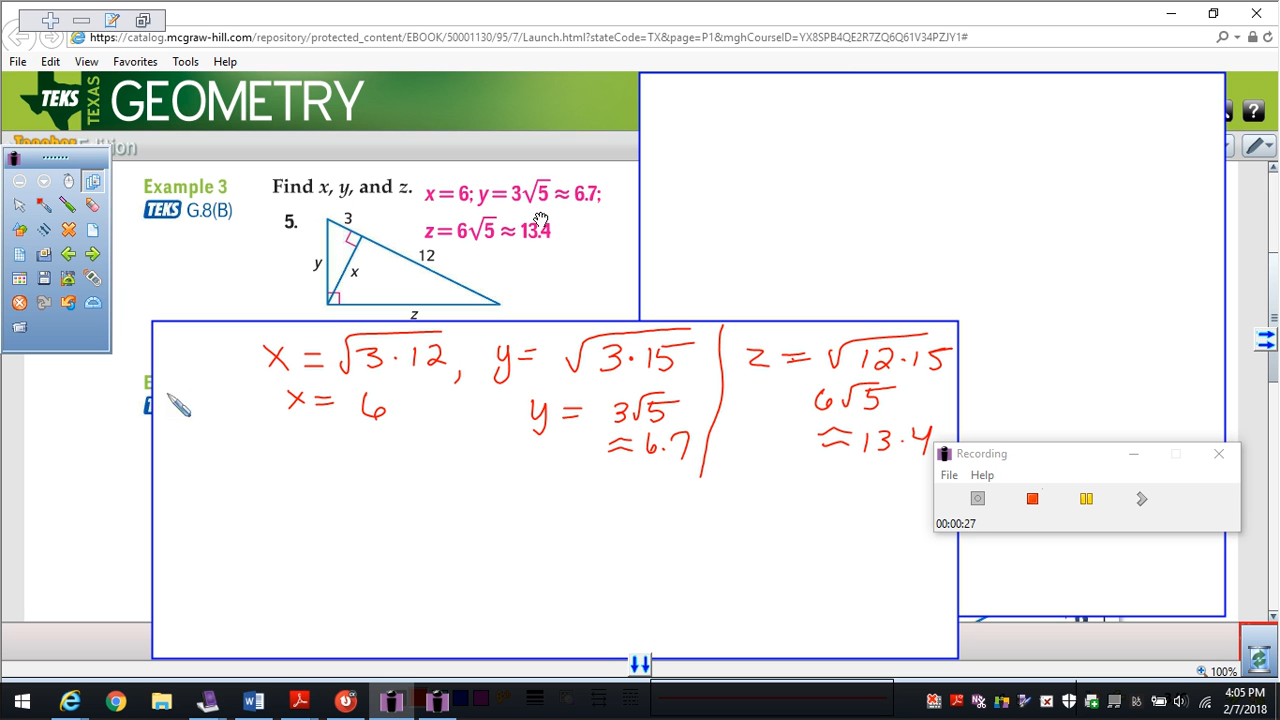 https://catalog.mcgraw-hill.com/repository/protected_content/EBOOK/50001130/95/7/Launch.html?stateCode=TX&page=P1&mghCourseID=YX8SPB4QE2R7ZQ6Q61V34PZJY1#
File Edit View Favorites Tools Help
TEKS TEXAS GEOMETRY
Teacher Edition
Example 3 Find x, y, and z. x = 6; y = 3√5 ≈ 6.7;
TEKS G.8(B)
z = 6√5 ≈ 13.4
5.
3
12
y
x
z
x = √3·12, y = √3·15 z = √12·15
x = 6 y = 3√5 6√5
≈ 6.7 ≈ 13.4
Recording
File Help
00:00:27
100%
6:05 PM
2/7/2018